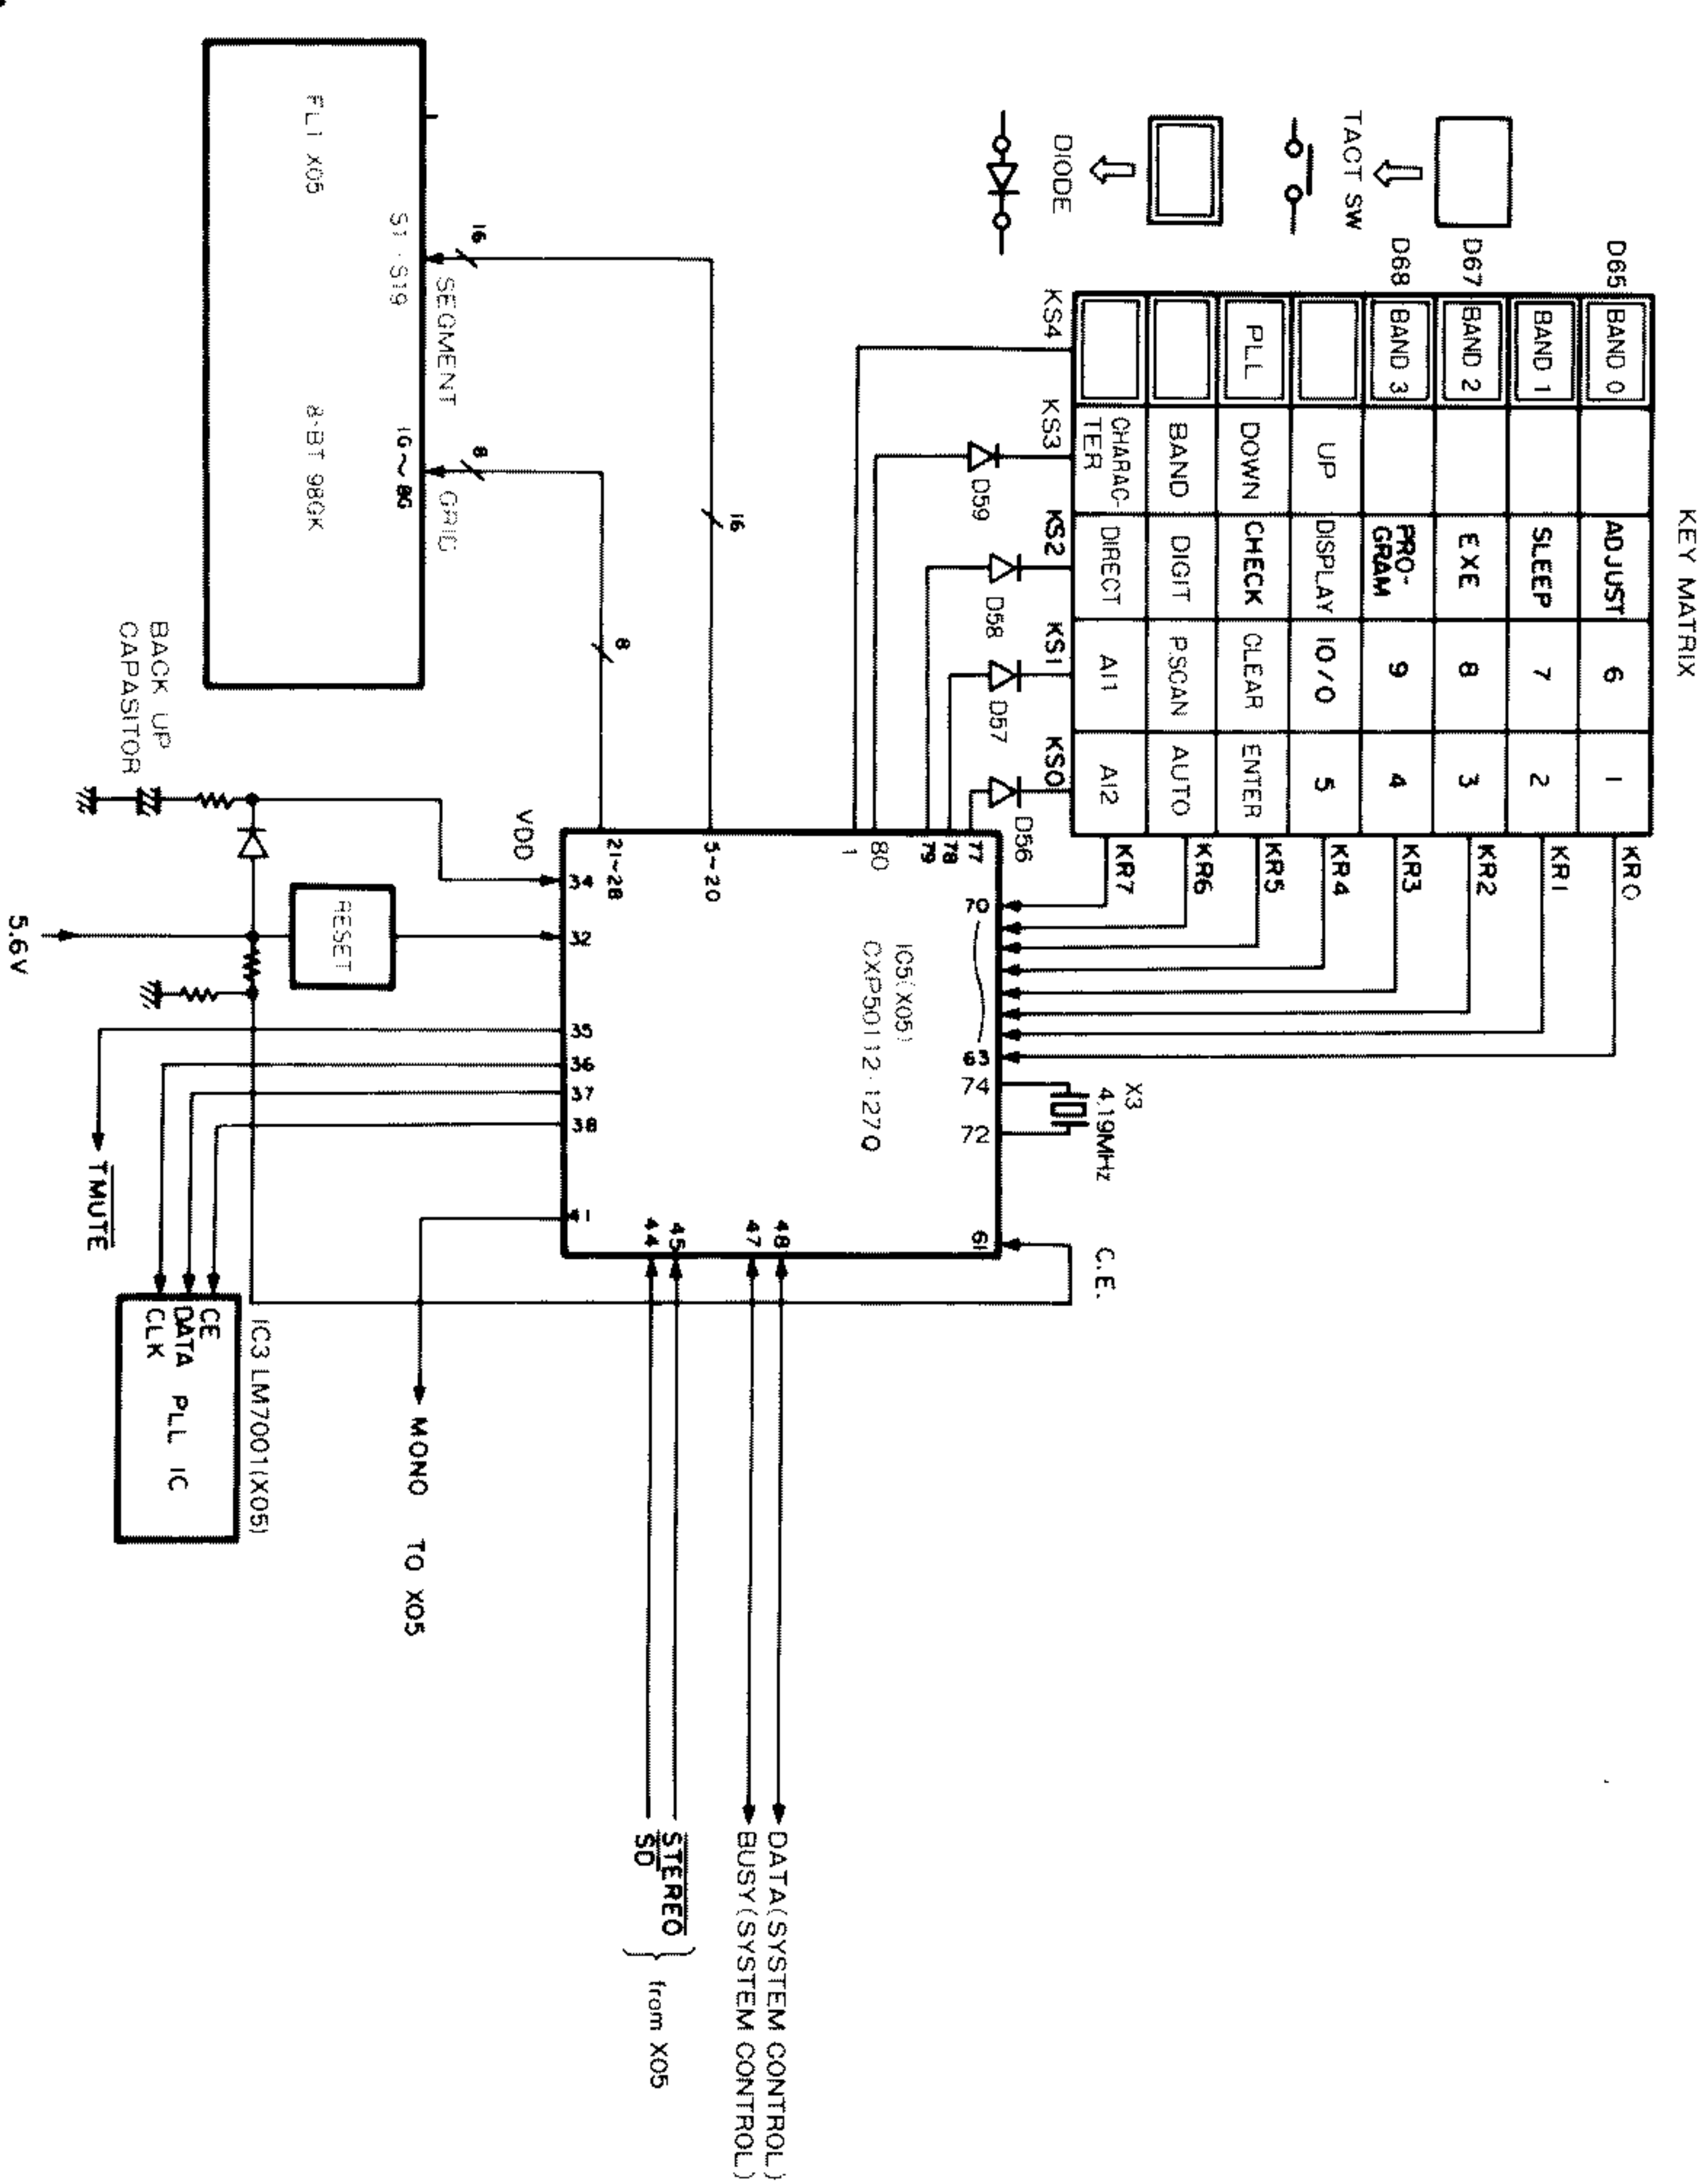 KEY MATRIX
D65
D67
D68
BAND 0
BAND 1
BAND 2
BAND 3
PLL
UP
DOWN
BAND
CHARAC-
TER
ADJUST
SLEEP
EXE
PRO-
GRAM
DISPLAY
CHECK
DIGIT
DIRECT
6
7
8
9
10/0
CLEAR
P.SCAN
AI1
1
2
3
4
5
ENTER
AUTO
AI2
KR0
KR1
KR2
KR3
KR4
KR5
KR6
KR7
TACT SW
DIODE
KS4
KS3
KS2
KS1
KS0
D59
D58
D57
D56
X3
4.19MHz
C.E.
70
63
74
72
61
77
78
79
80
1
IC5(X05)
CXP50112-127Q
5~20
21~28
VDD
34
32
35
36
37
38
41
44
45
47
48
16
16
8
8
SEGMENT
GRID
S1-S19
1G~8G
FL1 X05
8-BT 98GK
BACK UP
CAPASITOR
RESET
5.6V
TMUTE
IC3 LM7001(X05)
CE
DATA PLL IC
CLK
MONO TO X05
DATA(SYSTEM CONTROL)
BUSY(SYSTEM CONTROL)
STEREO
SD
from X05